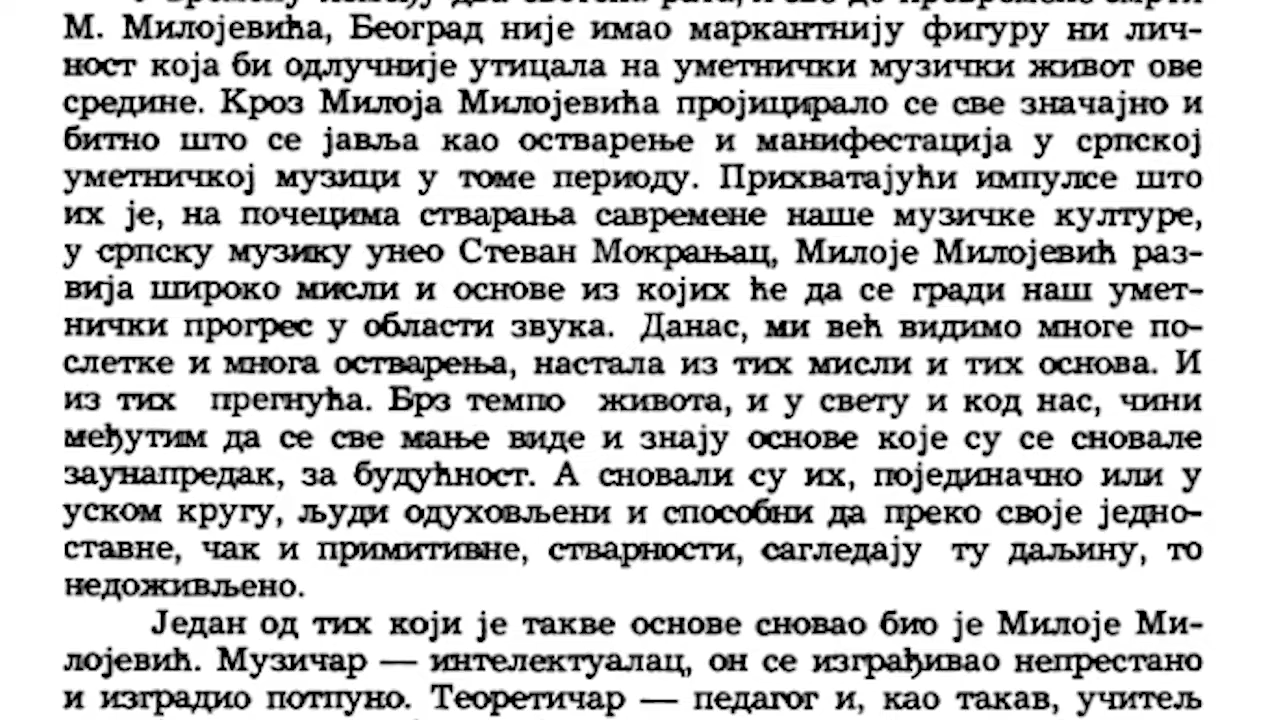 М. Милојевића, Београд није имао маркантнију фигуру ни лич-
ност која би одлучније утицала на уметнички музички живот ове
средине. Кроз Милоја Милојевића пројицирало се све значајно и
битно што се јавља као остварење и манифестација у српској
уметничкој музици у томе периоду. Прихватајући импулсе што
их је, на почецима стварања савремене наше музичке културе,
у српску музику унео Стеван Мокрањац, Милоје Милојевић раз-
вија широко мисли и основе из којих ће да се гради наш умет-
нички прогрес у области звука. Данас, ми већ видимо многе по-
слетке и многа остварења, настала из тих мисли и тих основа. И
из тих прегнућа. Брз темпо живота, и у свету и код нас, чини
међутим да се све мање виде и знају основе које су се сновале
заунапредак, за будућност. А сновали су их, појединачно или у
уском кругу, људи одуховљени и способни да преко своје једно-
ставне, чак и примитивне, стварности, сагледају ту даљину, то
недоживљено.
Један од тих који је такве основе сновао био је Милоје Ми-
лојевић. Музичар — интелектуалац, он се изграђивао непрестано
и изградио потпуно. Теоретичар — педагог и, као такав, учитељ